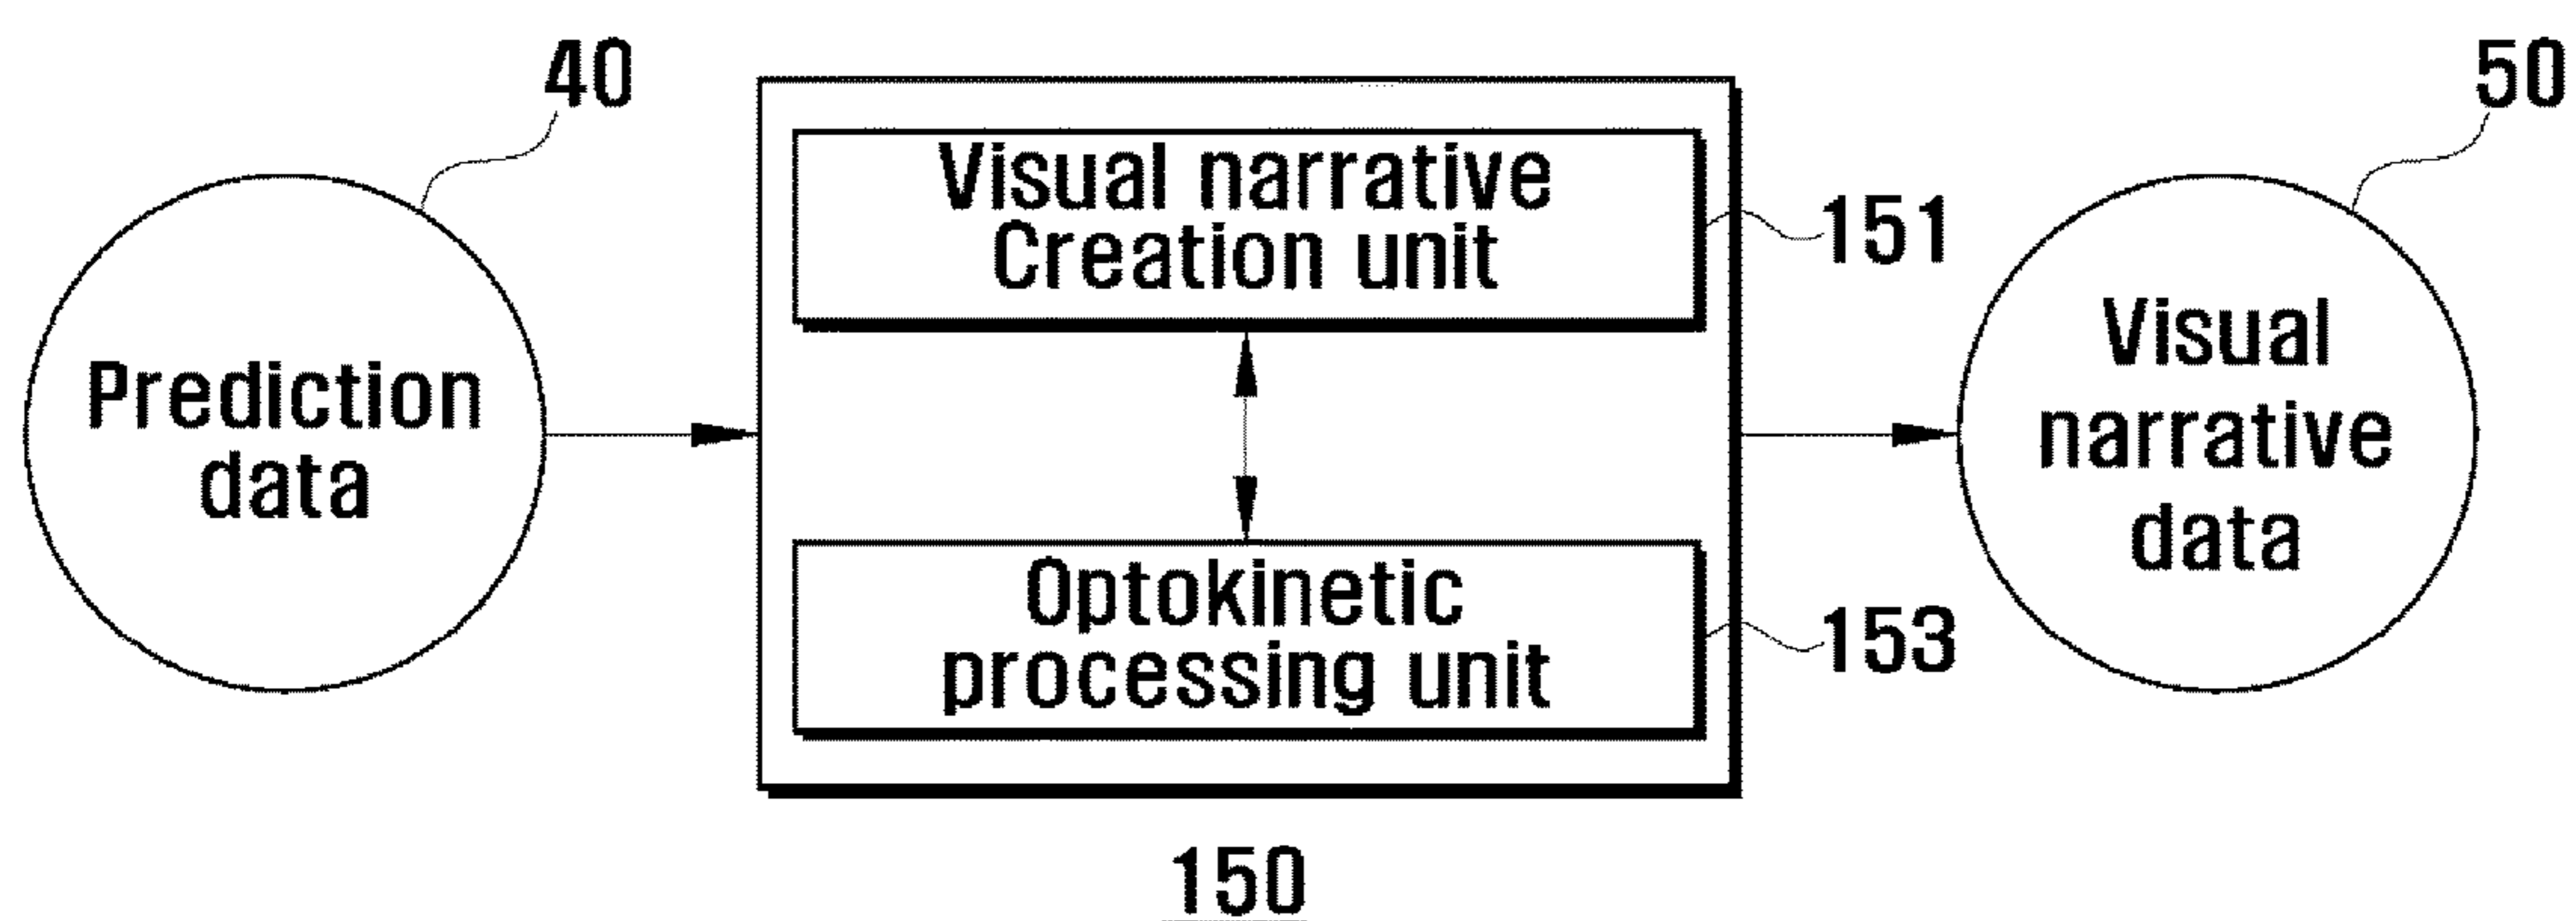 40
50
Visual narrative
Creation unit
151
Prediction
data
Visual
narrative
data
Optokinetic
processing unit
153
150